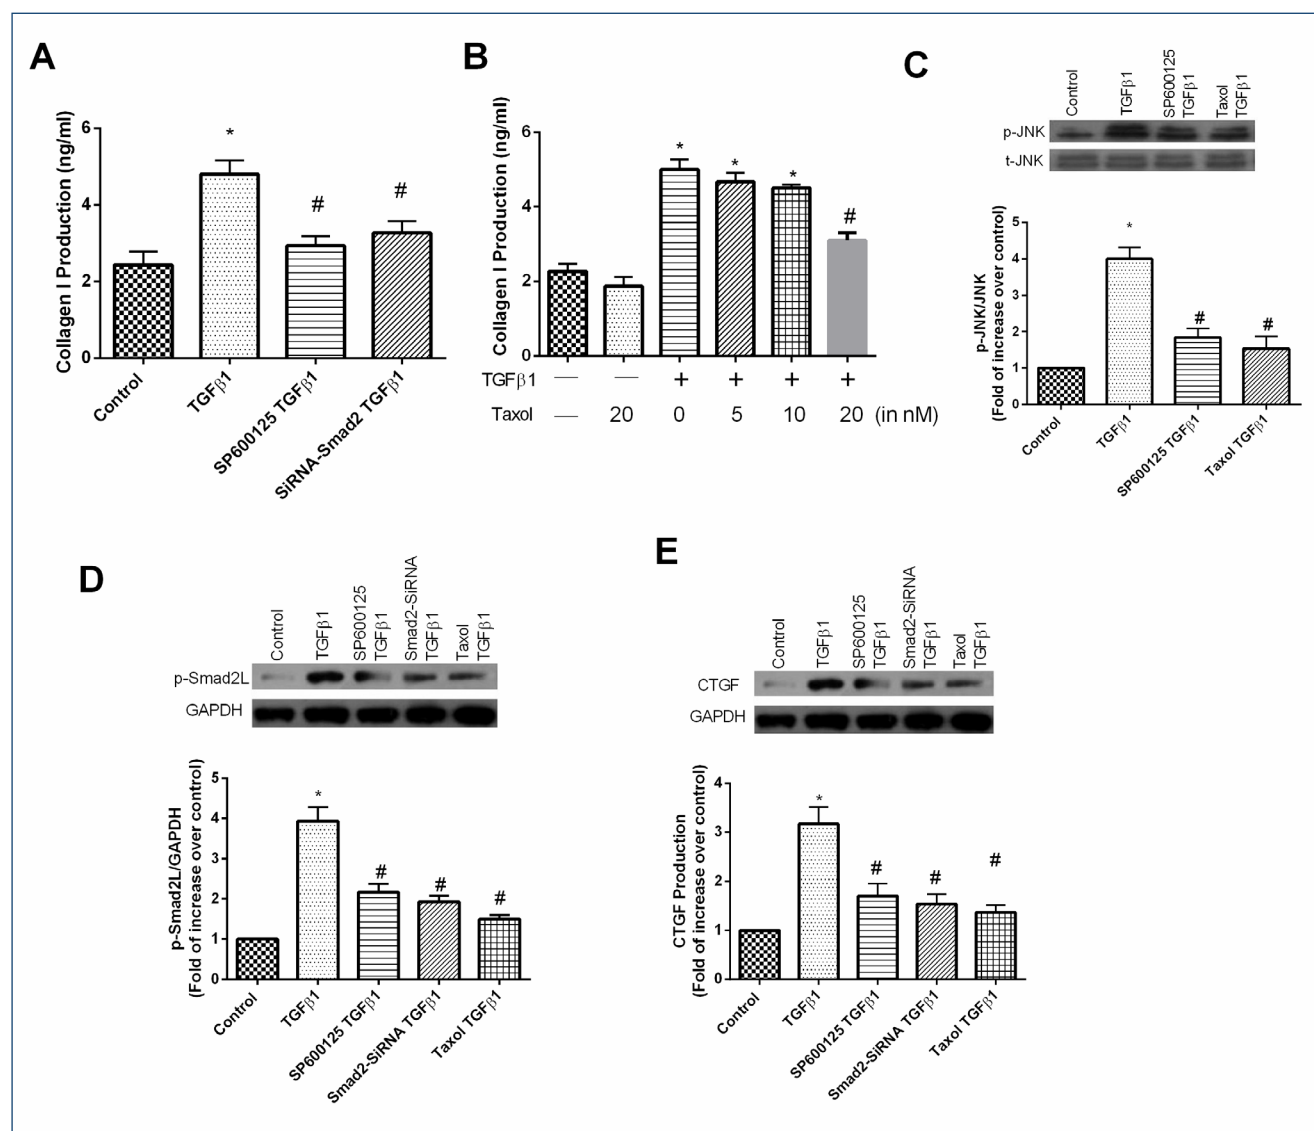 A
Collagen I Production (ng/ml)
6
4
2
0
*
#
#
Control
TGFβ1
SP600125 TGFβ1
SiRNA-Smad2 TGFβ1
B
Collagen I Production (ng/ml)
6
4
2
0
*
*
*
#
TGFβ1 — — + + + +
Taxol — 20 0 5 10 20 (in nM)
C
Control
TGFβ1
SP600125
TGFβ1
Taxol
TGFβ1
p-JNK
t-JNK
p-JNK/JNK
(Fold of increase over control)
5
4
3
2
1
0
*
#
#
Control
TGFβ1
SP600125 TGFβ1
Taxol TGFβ1
D
Control
TGFβ1
SP600125
TGFβ1
Smad2-SiRNA
TGFβ1
Taxol
TGFβ1
p-Smad2L
GAPDH
p-Smad2L/GAPDH
(Fold of increase over control)
5
4
3
2
1
0
*
#
#
#
Control
TGFβ1
SP600125 TGFβ1
Smad2-SiRNA TGFβ1
Taxol TGFβ1
E
Control
TGFβ1
SP600125
TGFβ1
Smad2-SiRNA
TGFβ1
Taxol
TGFβ1
CTGF
GAPDH
CTGF Production
(Fold of increase over control)
4
3
2
1
0
*
#
#
#
Control
TGFβ1
SP600125 TGFβ1
Smad2-SiRNA TGFβ1
Taxol TGFβ1